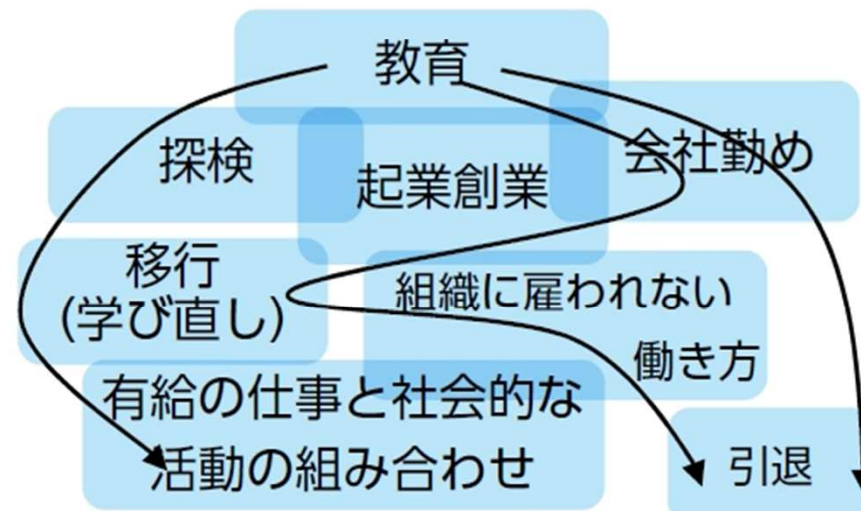 教育
探検
起業創業
会社勤め
移行
(学び直し)
組織に雇われない
働き方
有給の仕事と社会的な
活動の組み合わせ
引退